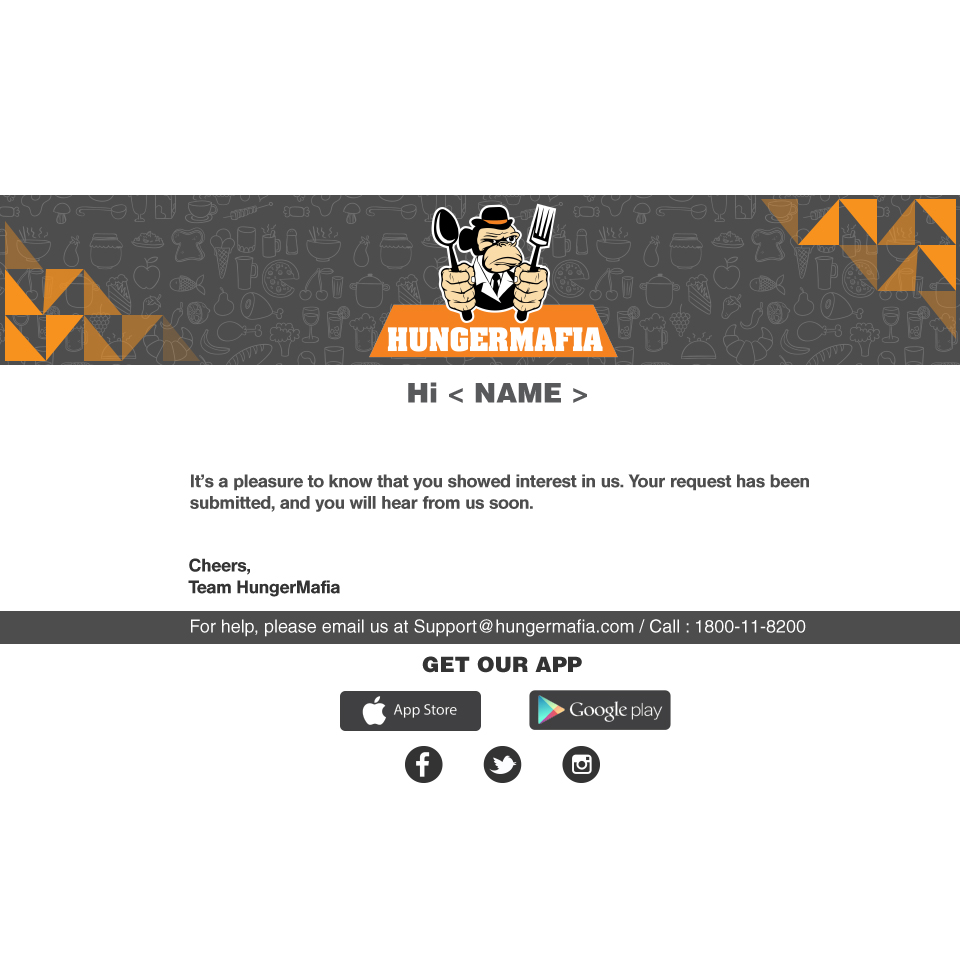 HUNGERMAFIA
Hi < NAME >
It’s a pleasure to know that you showed interest in us. Your request has been
submitted, and you will hear from us soon.
Cheers,
Team HungerMafia
For help, please email us at Support@hungermafia.com / Call : 1800-11-8200
GET OUR APP
App Store
Google play